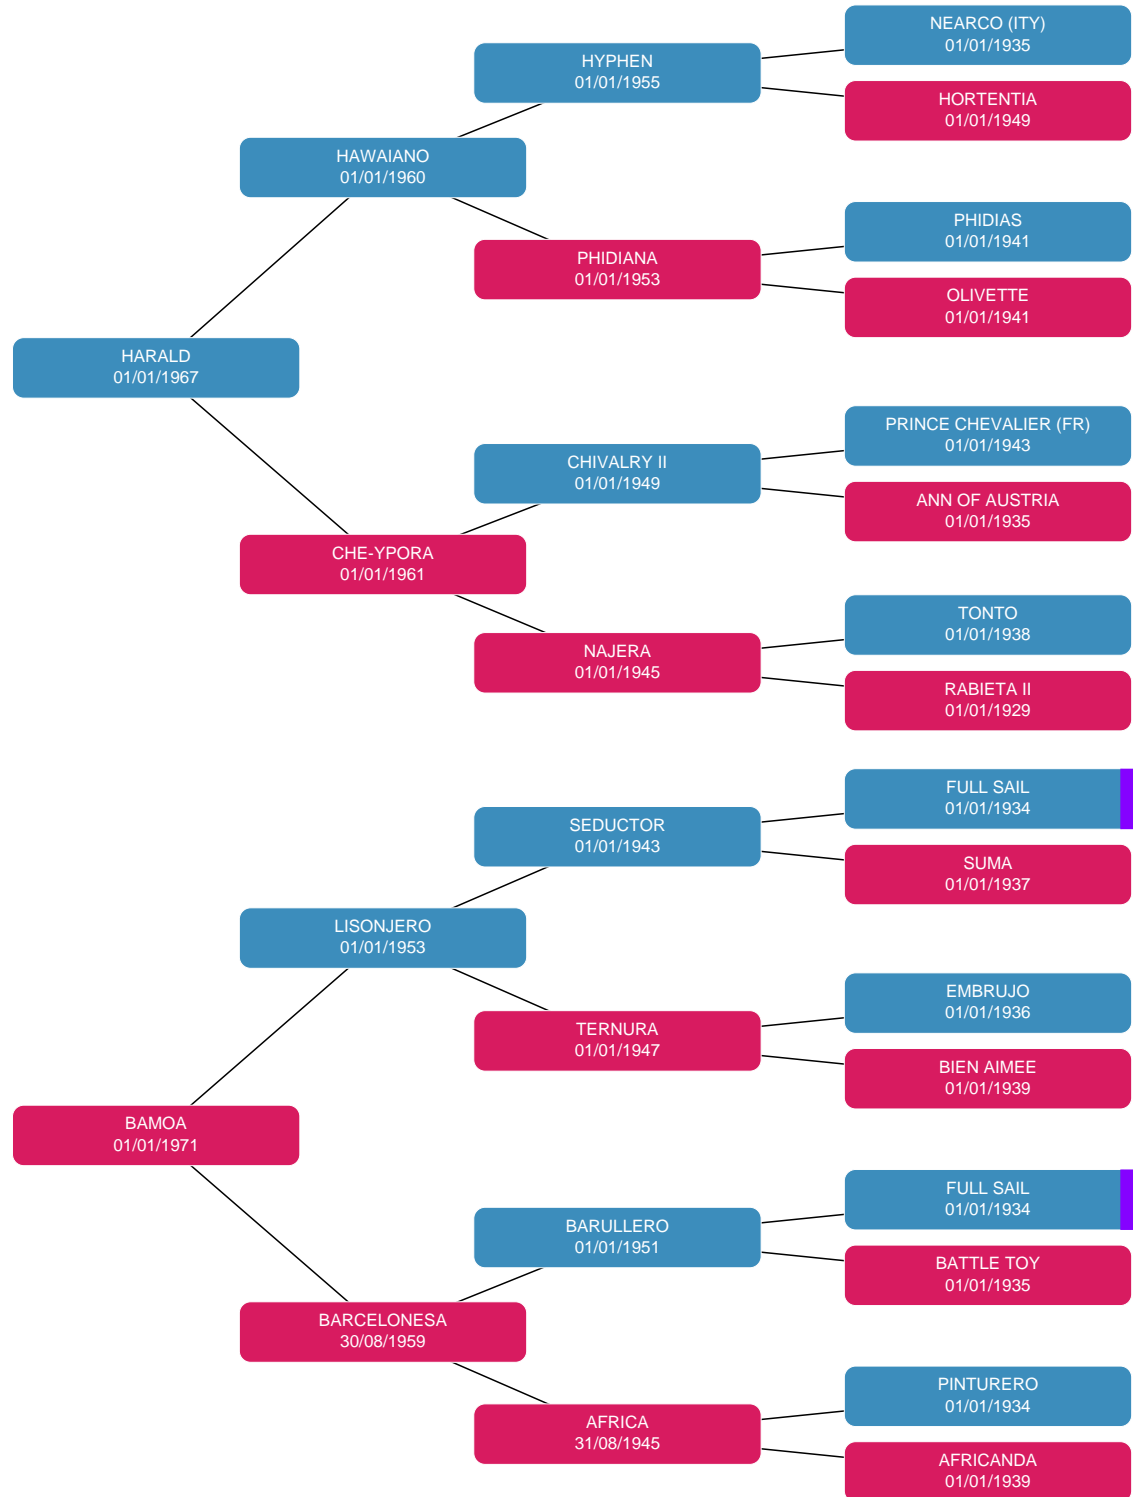 NEARCO (ITY)
01/01/1935
HYPHEN
01/01/1955
HORTENTIA
01/01/1949
HAWAIANO
01/01/1960
PHIDIAS
01/01/1941
PHIDIANA
01/01/1953
OLIVETTE
01/01/1941
HARALD
01/01/1967
PRINCE CHEVALIER (FR)
01/01/1943
CHIVALRY II
01/01/1949
ANN OF AUSTRIA
01/01/1935
CHE-YPORA
01/01/1961
TONTO
01/01/1938
NAJERA
01/01/1945
RABIETA II
01/01/1929
FULL SAIL
01/01/1934
SEDUCTOR
01/01/1943
SUMA
01/01/1937
LISONJERO
01/01/1953
EMBRUJO
01/01/1936
TERNURA
01/01/1947
BIEN AIMEE
01/01/1939
BAMOA
01/01/1971
FULL SAIL
01/01/1934
BARULLERO
01/01/1951
BATTLE TOY
01/01/1935
BARCELONESA
30/08/1959
PINTURERO
01/01/1934
AFRICA
31/08/1945
AFRICANDA
01/01/1939